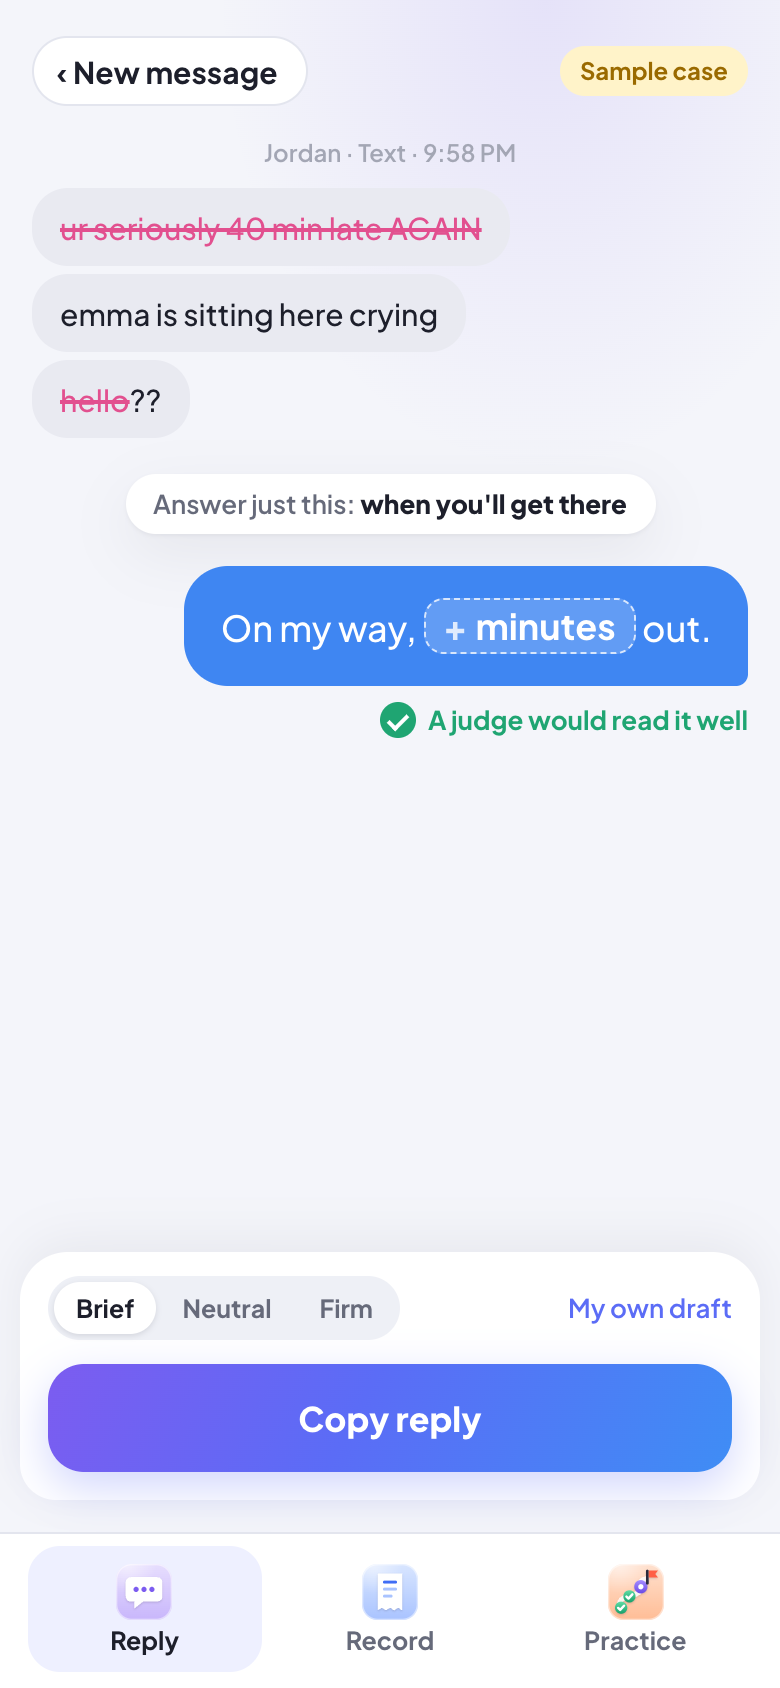 ‹ New message
Sample case
Jordan · Text · 9:58 PM
ur seriously 40 min late AGAIN
emma is sitting here crying
hello??
Answer just this: when you'll get there
On my way, + minutes out.
A judge would read it well
Brief Neutral Firm My own draft
Copy reply
Reply Record Practice